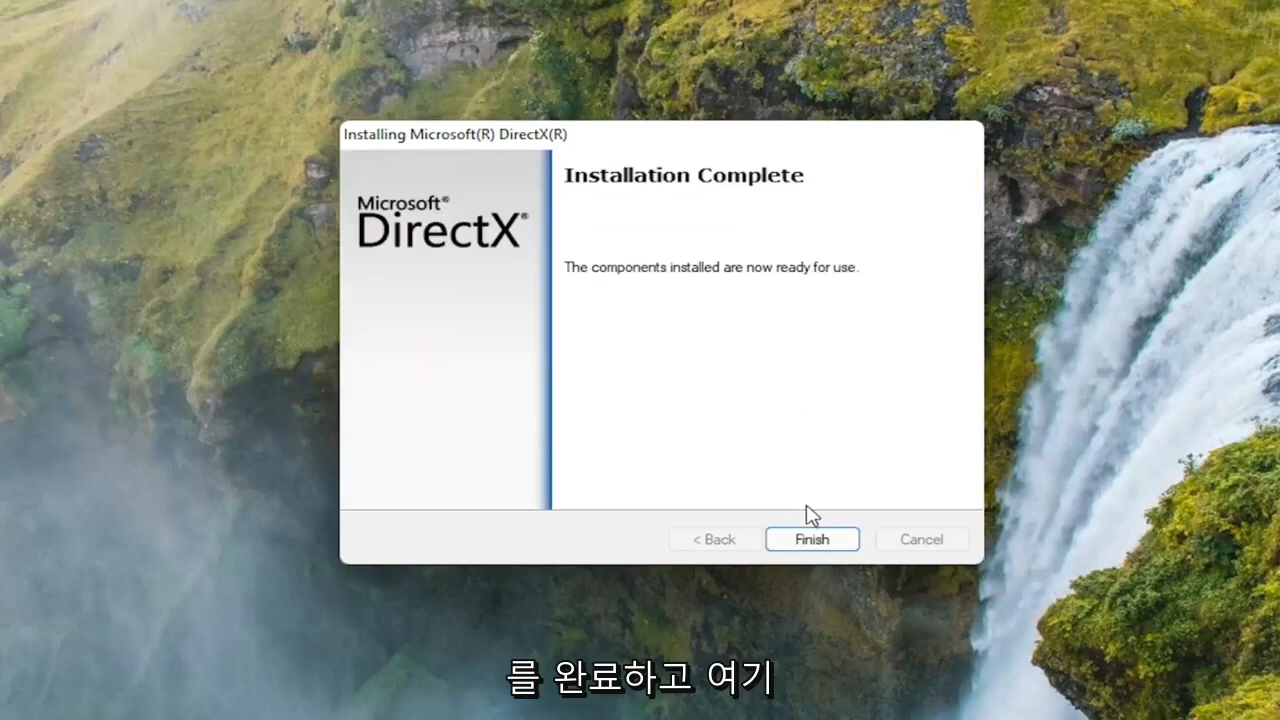 Installing Microsoft(R) DirectX(R)
Microsoft®
DirectX®
Installation Complete
The components installed are now ready for use.
< Back
Finish
Cancel
를 완료하고 여기